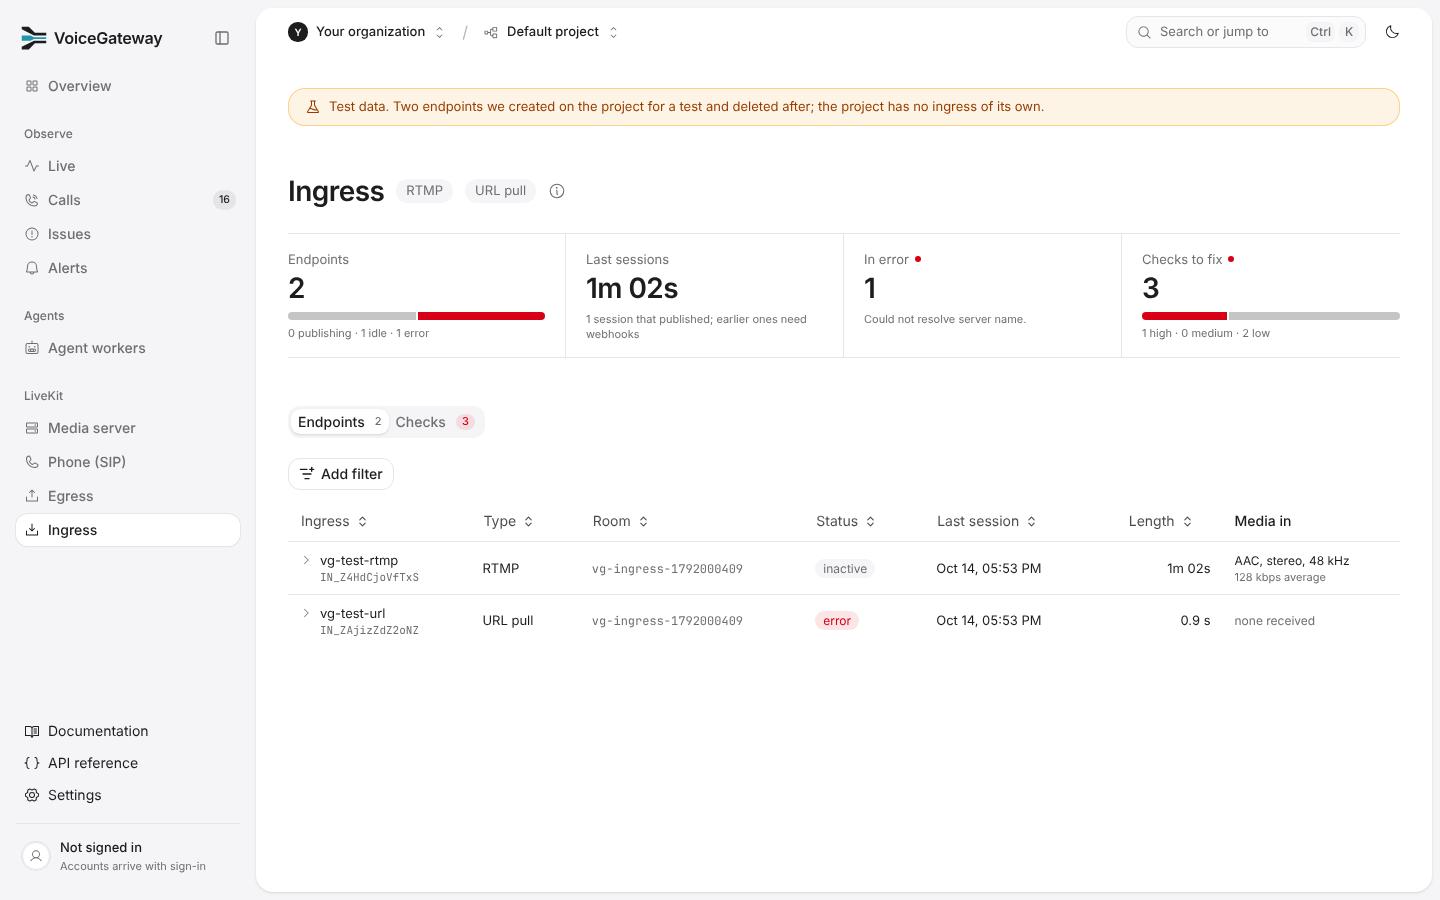 VoiceGateway
Overview
Observe
Live
Calls 16
Issues
Alerts
Agents
Agent workers
LiveKit
Media server
Phone (SIP)
Egress
Ingress
Documentation
API reference
Settings
Not signed in
Accounts arrive with sign-in
Y Your organization / Default project
Search or jump to Ctrl K
Test data. Two endpoints we created on the project for a test and deleted after; the project has no ingress of its own.
Ingress RTMP URL pull
Endpoints
2
0 publishing · 1 idle · 1 error
Last sessions
1m 02s
1 session that published; earlier ones need
webhooks
In error
1
Could not resolve server name.
Checks to fix
3
1 high · 0 medium · 2 low
Endpoints 2 Checks 3
Add filter
Ingress Type Room Status Last session Length Media in
vg-test-rtmp RTMP vg-ingress-1792000409 inactive Oct 14, 05:53 PM 1m 02s AAC, stereo, 48 kHz
IN_Z4HdCjoVfTxS 128 kbps average
vg-test-url URL pull vg-ingress-1792000409 error Oct 14, 05:53 PM 0.9 s none received
IN_ZAjizZdZ2oNZ